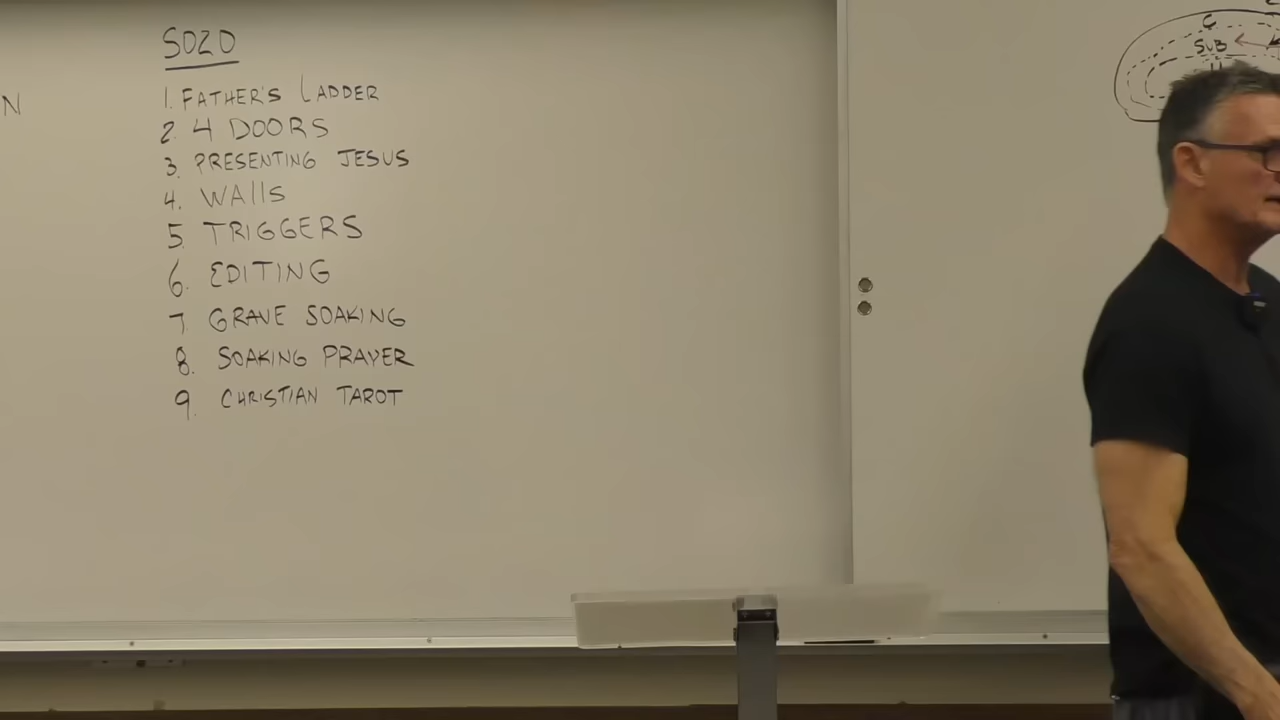 SOZO
1. FATHER'S LADDER
2. 4 DOORS
3. PRESENTING JESUS
4. WALLS
5. TRIGGERS
6. EDITING
7 GRAVE SOAKING
8. SOAKING PRAYER
9. CHRISTIAN TAROT
N
C
SUB